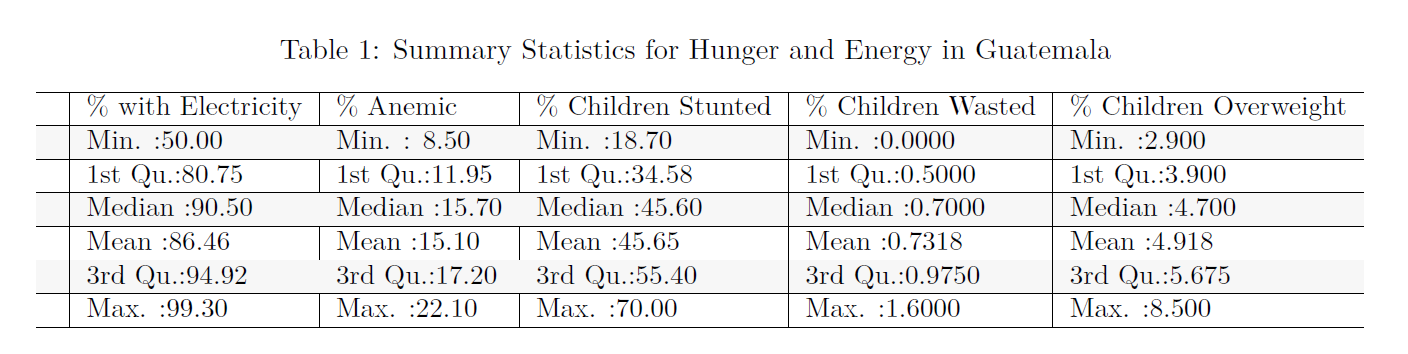 Table 1: Summary Statistics for Hunger and Energy in Guatemala
% with Electricity % Anemic % Children Stunted % Children Wasted % Children Overweight
Min. :50.00 Min. : 8.50 Min. :18.70 Min. :0.0000 Min. :2.900
1st Qu.:80.75 1st Qu.:11.95 1st Qu.:34.58 1st Qu.:0.5000 1st Qu.:3.900
Median :90.50 Median :15.70 Median :45.60 Median :0.7000 Median :4.700
Mean :86.46 Mean :15.10 Mean :45.65 Mean :0.7318 Mean :4.918
3rd Qu.:94.92 3rd Qu.:17.20 3rd Qu.:55.40 3rd Qu.:0.9750 3rd Qu.:5.675
Max. :99.30 Max. :22.10 Max. :70.00 Max. :1.6000 Max. :8.500